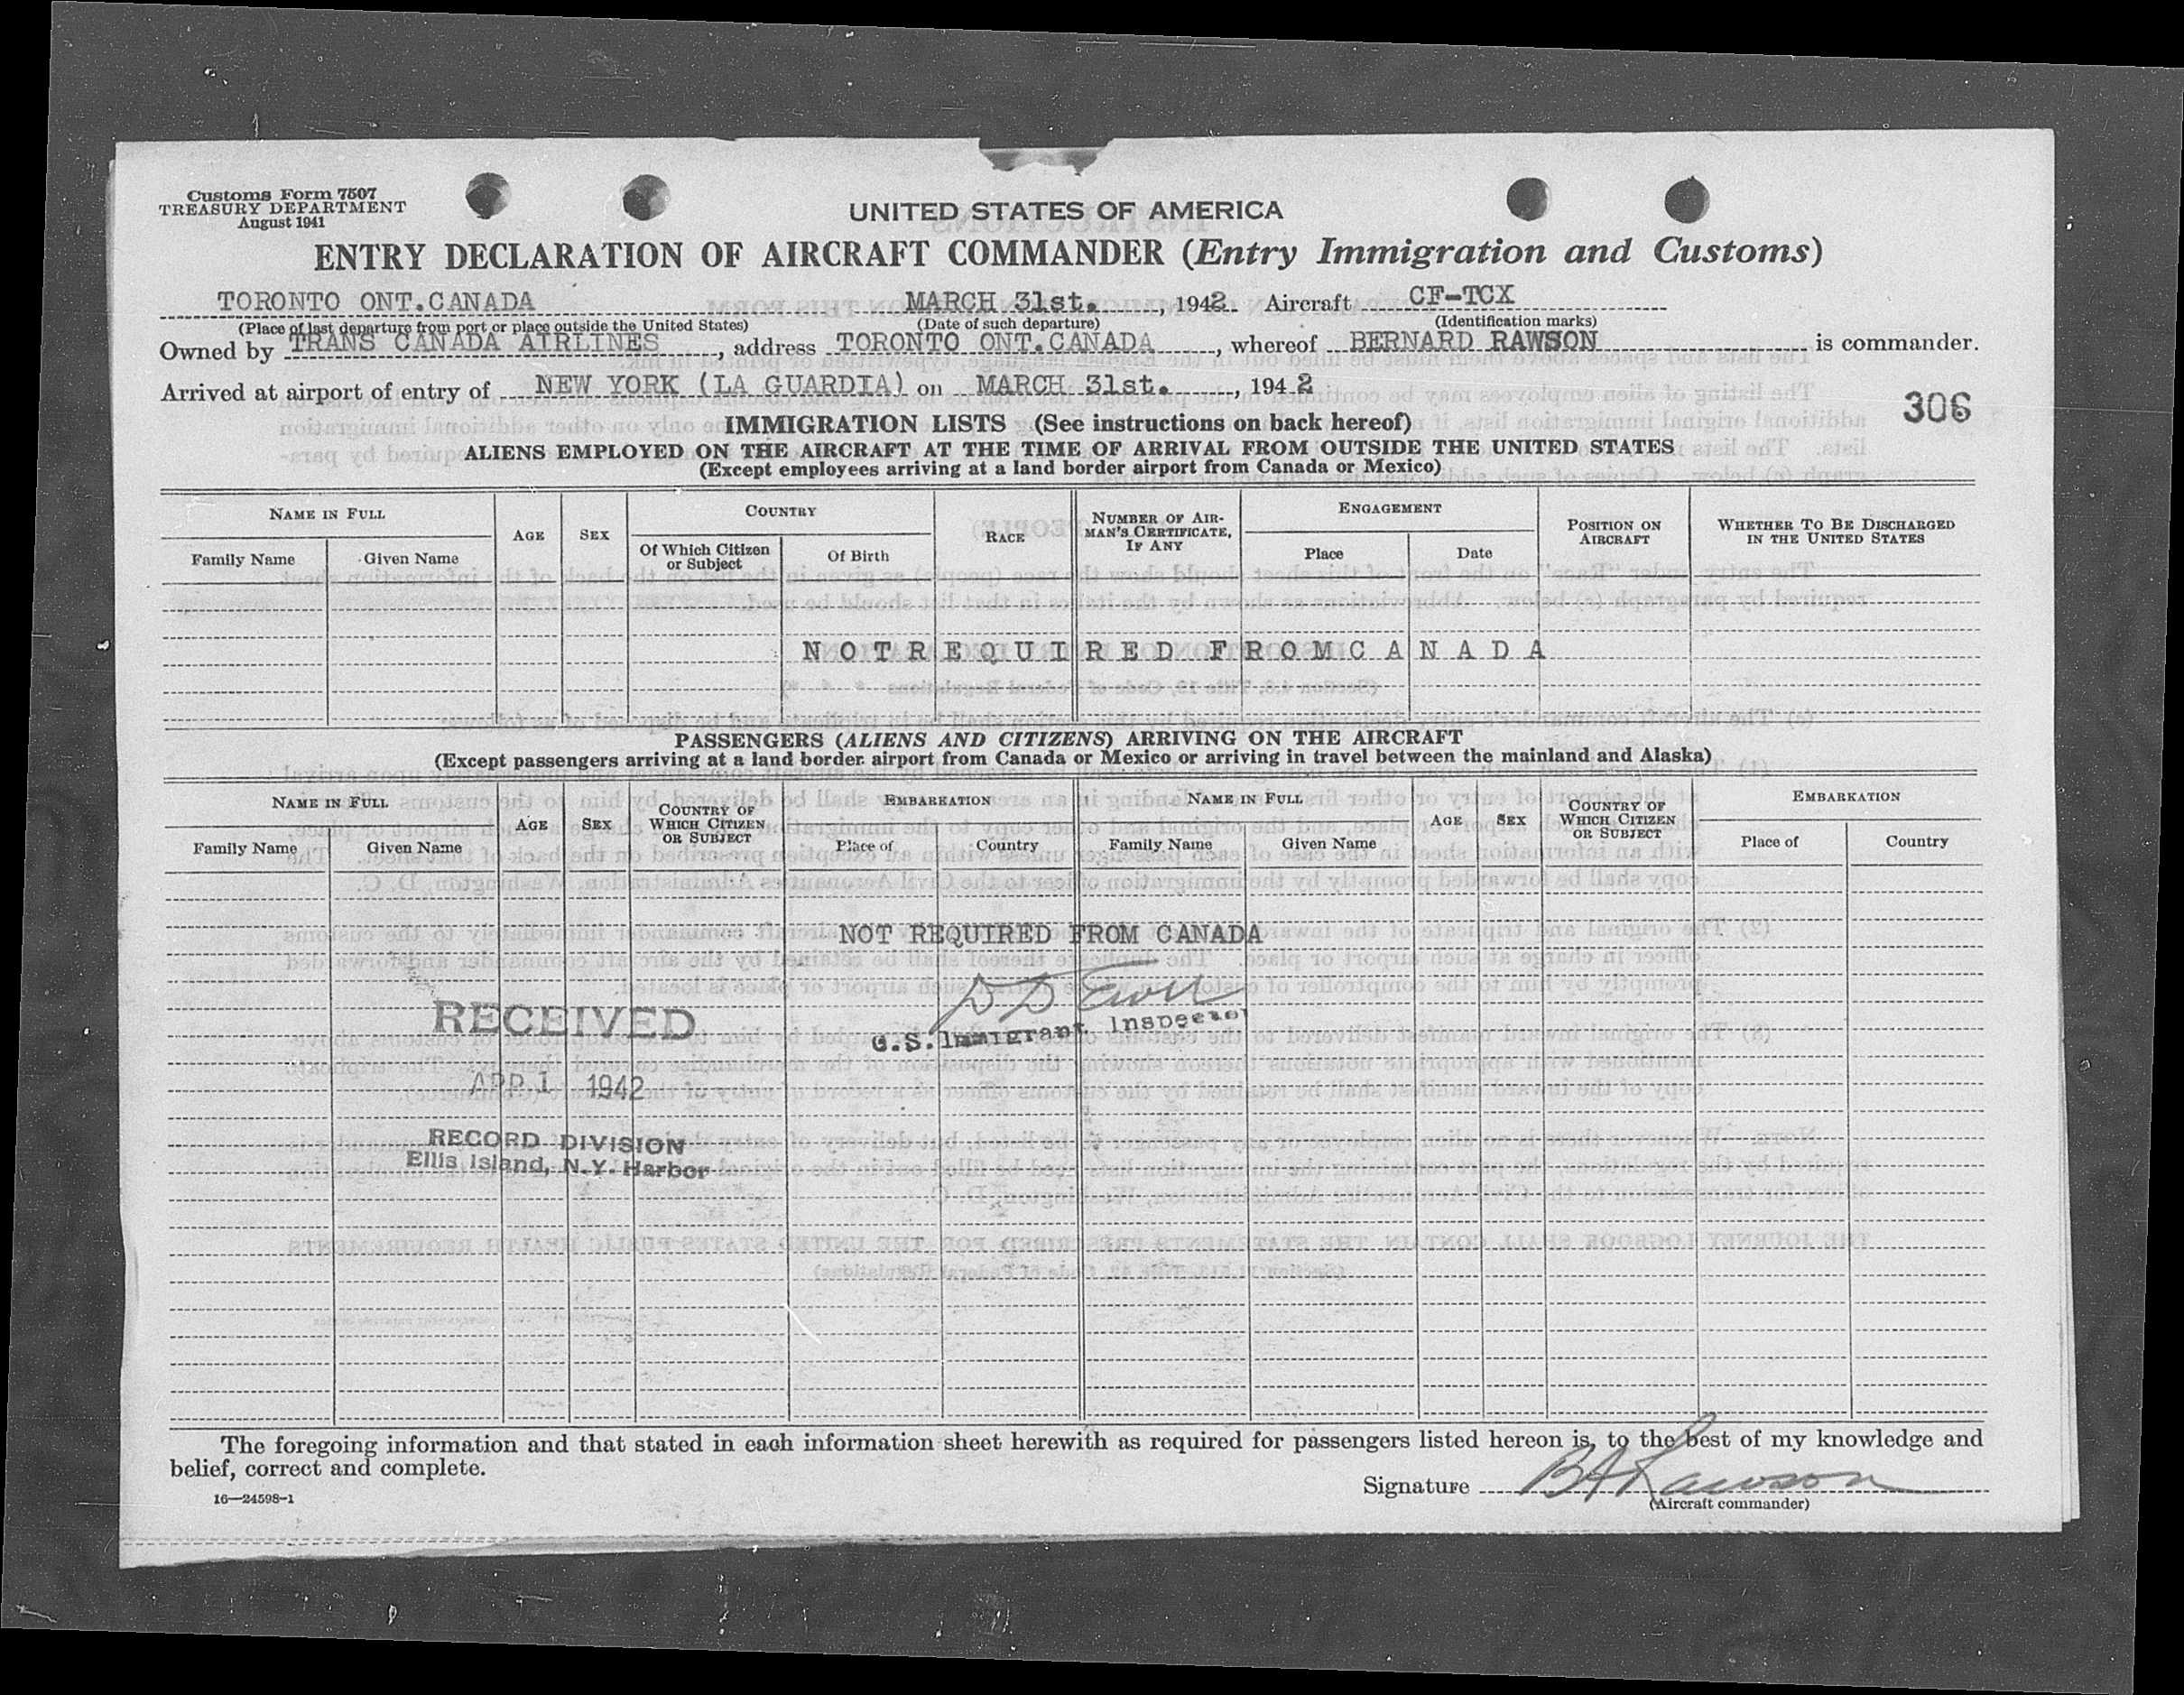 Customs Form 7507
TREASURY DEPARTMENT
August 1941
UNITED STATES OF AMERICA
ENTRY DECLARATION OF AIRCRAFT COMMANDER (Entry Immigration and Customs)
TORONTO ONT.CANADA MARCH 31st., 1942. Aircraft CF-TCX
(Place of last departure from port or place outside the United States) (Date of such departure) (Identification marks)
Owned by TRANS CANADA AIRLINES, address TORONTO ONT.CANADA, whereof BERNARD RAWSON is commander.
Arrived at airport of entry of NEW YORK (LA GUARDIA) on MARCH 31st., 194 2
306
IMMIGRATION LISTS (See instructions on back hereof)
ALIENS EMPLOYED ON THE AIRCRAFT AT THE TIME OF ARRIVAL FROM OUTSIDE THE UNITED STATES
(Except employees arriving at a land border airport from Canada or Mexico)
NAME IN FULL AGE SEX COUNTRY RACE NUMBER OF AIRMAN'S CERTIFICATE, IF ANY ENGAGEMENT POSITION ON AIRCRAFT WHETHER TO BE DISCHARGED IN THE UNITED STATES
Family Name Given Name Of Which Citizen or Subject Of Birth Place Date
N O T R E Q U I R E D F R O M C A N A D A
PASSENGERS (ALIENS AND CITIZENS) ARRIVING ON THE AIRCRAFT
(Except passengers arriving at a land border airport from Canada or Mexico or arriving in travel between the mainland and Alaska)
NAME IN FULL AGE SEX COUNTRY OF WHICH CITIZEN OR SUBJECT EMBARKATION NAME IN FULL AGE SEX COUNTRY OF WHICH CITIZEN OR SUBJECT EMBARKATION
Family Name Given Name Place of Country Family Name Given Name Place of Country
NOT REQUIRED FROM CANADA
RECEIVED
U.S. Immigrant Inspector
APR 1 1942
RECORD DIVISION
Ellis Island, N.Y. Harbor
The foregoing information and that stated in each information sheet herewith as required for passengers listed hereon is, to the best of my knowledge and
belief, correct and complete.
Signature BA Rawson
(Aircraft commander)
16—24598-1